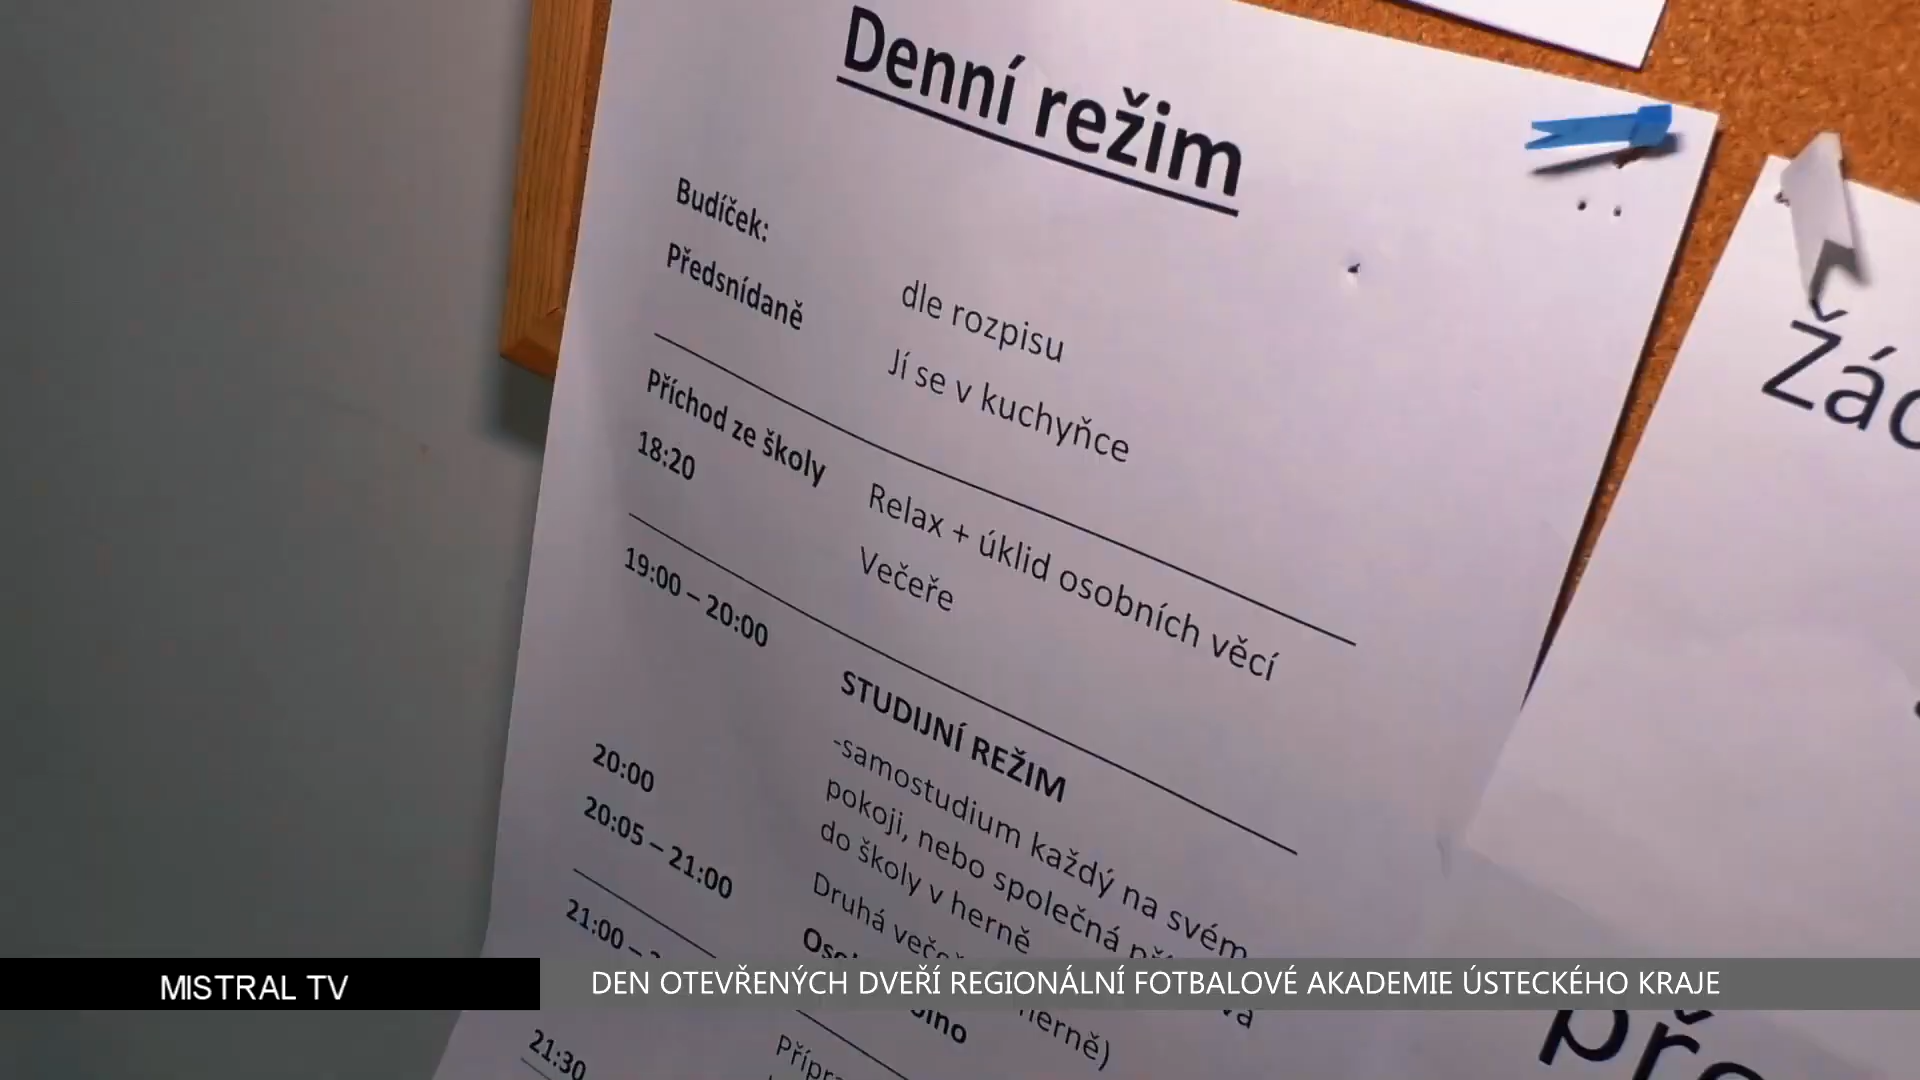 Denní režim
Budíček: dle rozpisu
Předsnídaně Jí se v kuchyňce
Příchod ze školy Relax + úklid osobních věcí
18:20 Večeře
19:00 – 20:00 STUDIJNÍ REŽIM
-samostudium každý na svém
pokoji, nebo společná
do školy v herně
20:00 Druhá
20:05 – 21:00
21:00 –
herně)
21:30
MISTRAL TV
DEN OTEVŘENÝCH DVEŘÍ REGIONÁLNÍ FOTBALOVÉ AKADEMIE ÚSTECKÉHO KRAJE